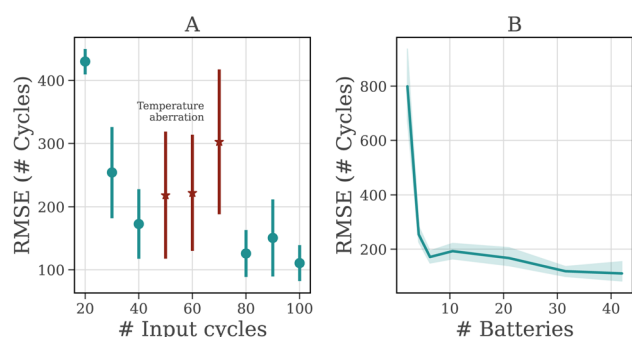 A
B
RMSE (# Cycles)
400
300
200
100
Temperature
aberration
20
40
60
80
100
# Input cycles
RMSE (# Cycles)
800
600
400
200
10
20
30
40
# Batteries